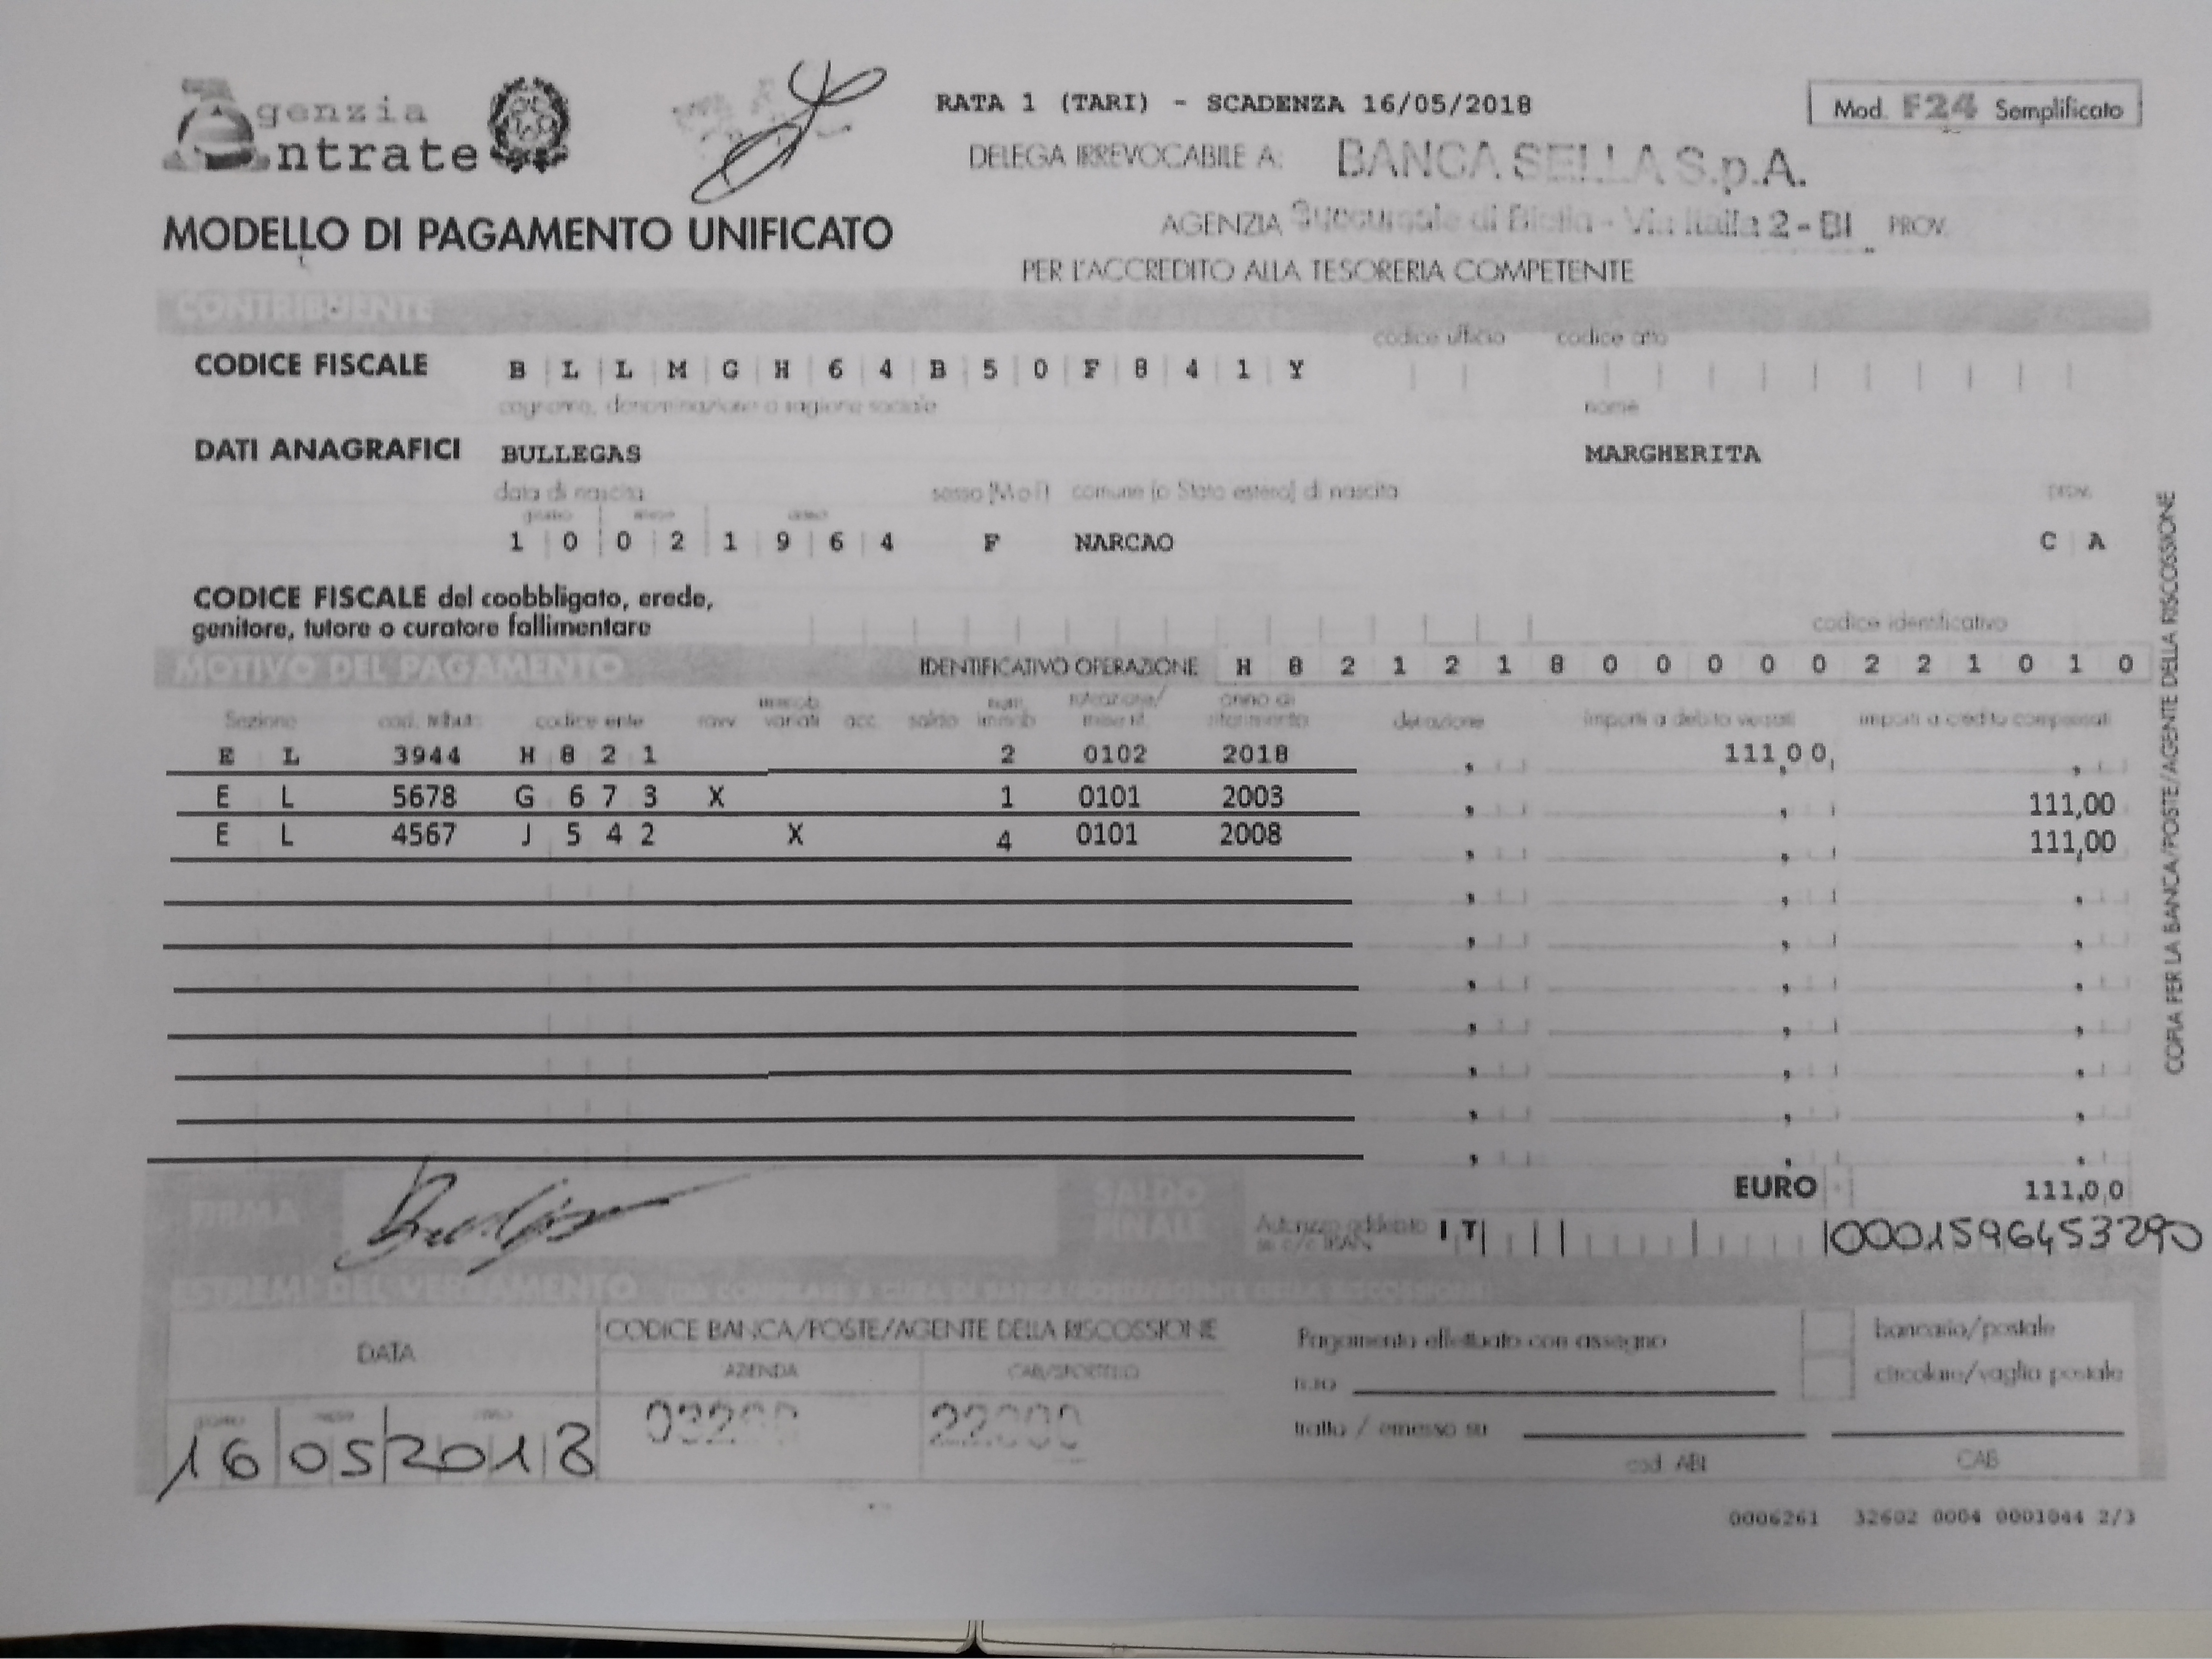 Agenzia
Entrate
RATA 1 (TARI) - SCADENZA 16/05/2018
Mod. F24 Semplificato
DELEGA IRREVOCABILE A: BANCA SELLA S.p.A.
MODELLO DI PAGAMENTO UNIFICATO
AGENZIA Succursale di Biella - Via Italia 2 - BI PROV.
PER L'ACCREDITO ALLA TESORERIA COMPETENTE
CONTRIBUENTE
codice ufficio codice atto
CODICE FISCALE B L L M G H 6 4 B 5 0 F 8 4 1 Y
cognome, denominazione o ragione sociale nome
DATI ANAGRAFICI BULLEGAS MARGHERITA
data di nascita sesso (M o F) comune (o Stato estero) di nascita prov.
giorno mese anno
1 0 0 2 1 9 6 4 F NARCAO C A
CODICE FISCALE del coobbligato, erede,
genitore, tutore o curatore fallimentare
codice identificativo
MOTIVO DEL PAGAMENTO IDENTIFICATIVO OPERAZIONE H 8 2 1 2 1 8 0 0 0 0 0 2 2 1 0 1 0
Sezione cod. tributo codice ente ravv. immob. variati acc. saldo num. immob. rateazione/mese rif. anno di riferimento detrazione importi a debito versati importi a credito compensati
E L 3944 H 8 2 1 2 0102 2018 111,00
E L 5678 G 6 7 3 X 1 0101 2003 111,00
E L 4567 J 5 4 2 X 4 0101 2008 111,00
FIRMA SALDO FINALE EURO 111,00
Autorizzo addebito su c/c IBAN I T 10001596453290
ESTREMI DEL VERSAMENTO (DA COMPILARE A CURA DI BANCA/POSTE/AGENTE DELLA RISCOSSIONE)
DATA CODICE BANCA/POSTE/AGENTE DELLA RISCOSSIONE
AZIENDA CAB/SPORTELLO
Pagamento effettuato con assegno bancario/postale
circolare/vaglia postale
n.ro
giorno mese anno
16 05 2018 22300
tratto / emesso su
cod. ABI CAB
0006261 32602 0004 0001044 2/3
COPIA PER LA BANCA/POSTE/AGENTE DELLA RISCOSSIONE